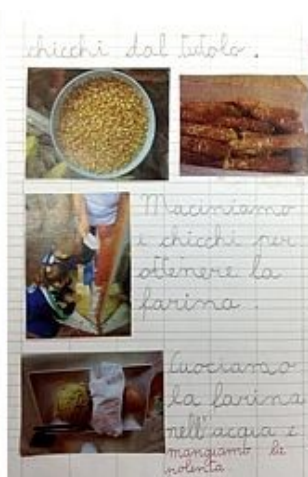 chicchi dal tutolo.
Maciniamo
i chicchi per
ottenere la
farina.
Cuociamo
la farina
nell'acqua e
mangiamo la
polenta